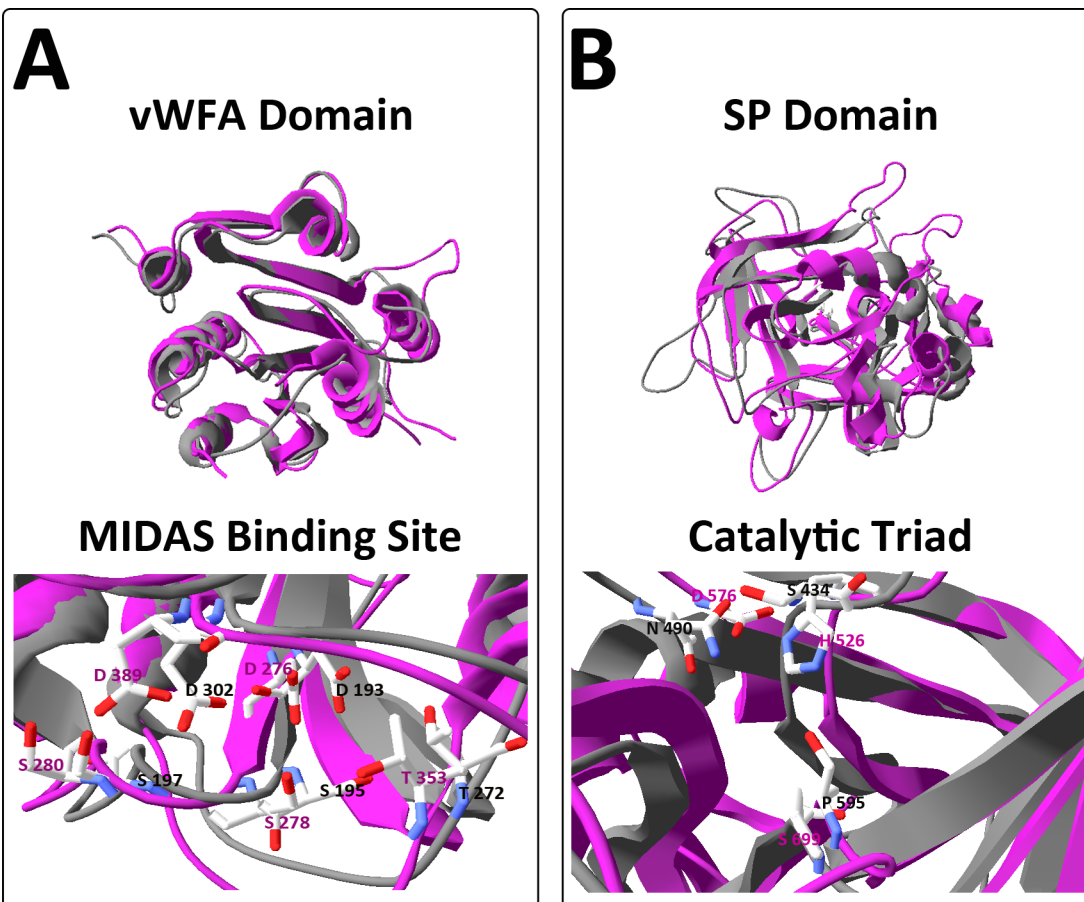 A
vWFA Domain
MIDAS Binding Site
D 389
D 302
D 276
D 193
S 280
S 197
S 195
S 278
T 353
T 272
B
SP Domain
Catalytic Triad
D 576
S 434
N 490
H 526
P 595
S 699